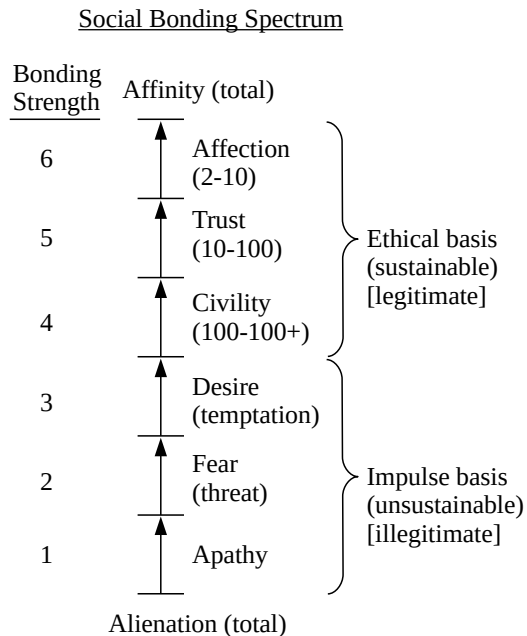 Social Bonding Spectrum
Bonding
Strength
Affinity (total)
6
Affection
(2-10)
5
Trust
(10-100)
4
Civility
(100-100+)
3
Desire
(temptation)
2
Fear
(threat)
1
Apathy
Alienation (total)
Ethical basis
(sustainable)
[legitimate]
Impulse basis
(unsustainable)
[illegitimate]